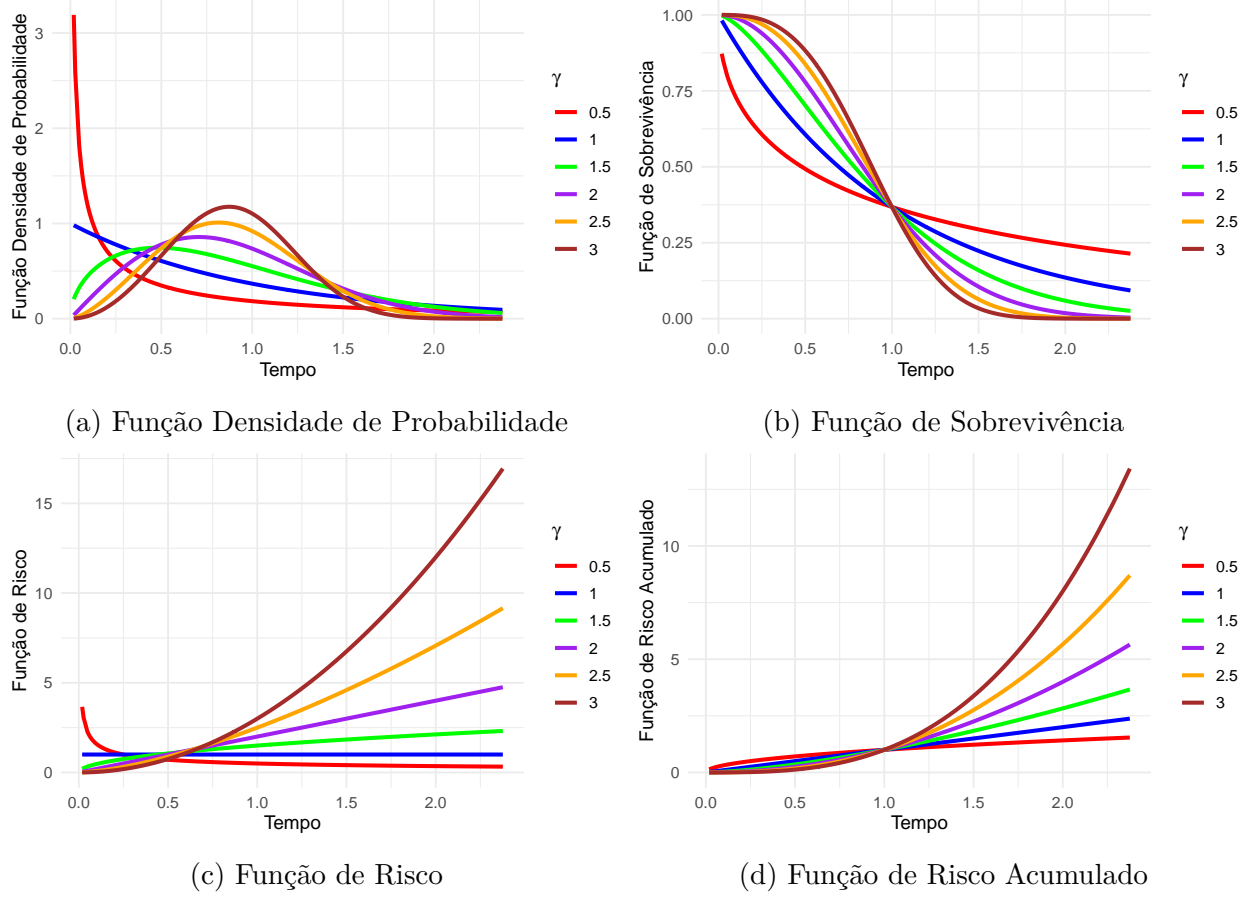 Função Densidade de Probabilidade
3
2
1
0
0.0 0.5 1.0 1.5 2.0
Tempo
γ
0.5
1
1.5
2
2.5
3
(a) Função Densidade de Probabilidade
Função de Sobrevivência
1.00
0.75
0.50
0.25
0.00
0.0 0.5 1.0 1.5 2.0
Tempo
γ
0.5
1
1.5
2
2.5
3
(b) Função de Sobrevivência
Função de Risco
15
10
5
0
0.0 0.5 1.0 1.5 2.0
Tempo
γ
0.5
1
1.5
2
2.5
3
(c) Função de Risco
Função de Risco Acumulado
10
5
0
0.0 0.5 1.0 1.5 2.0
Tempo
γ
0.5
1
1.5
2
2.5
3
(d) Função de Risco Acumulado